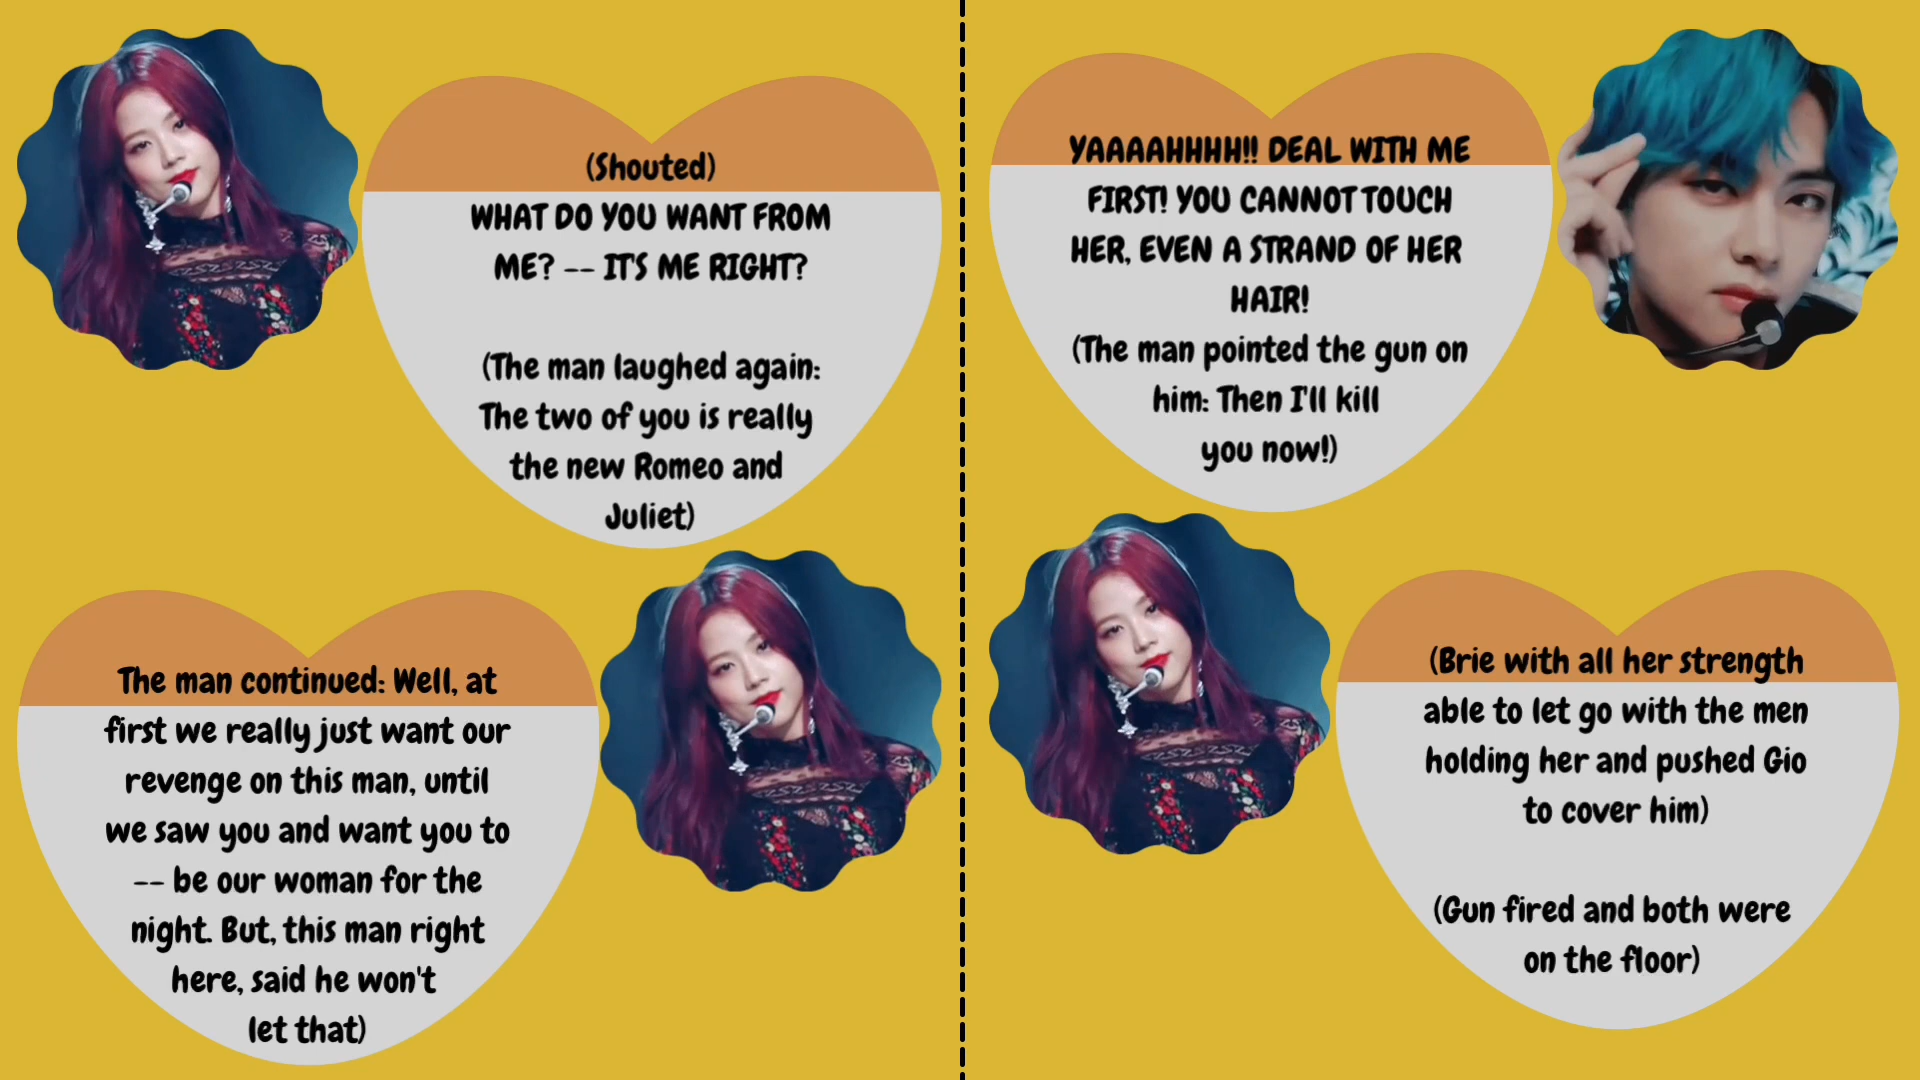 (Shouted)
WHAT DO YOU WANT FROM
ME? -- IT'S ME RIGHT?
(The man laughed again:
The two of you is really
the new Romeo and
Juliet)
The man continued: Well, at
first we really just want our
revenge on this man, until
we saw you and want you to
-- be our woman for the
night. But, this man right
here, said he won't
let that)
YAAAAHHHH!! DEAL WITH ME
FIRST! YOU CANNOT TOUCH
HER, EVEN A STRAND OF HER
HAIR!
(The man pointed the gun on
him: Then I'll kill
you now!)
(Brie with all her strength
able to let go with the men
holding her and pushed Gio
to cover him)
(Gun fired and both were
on the floor)